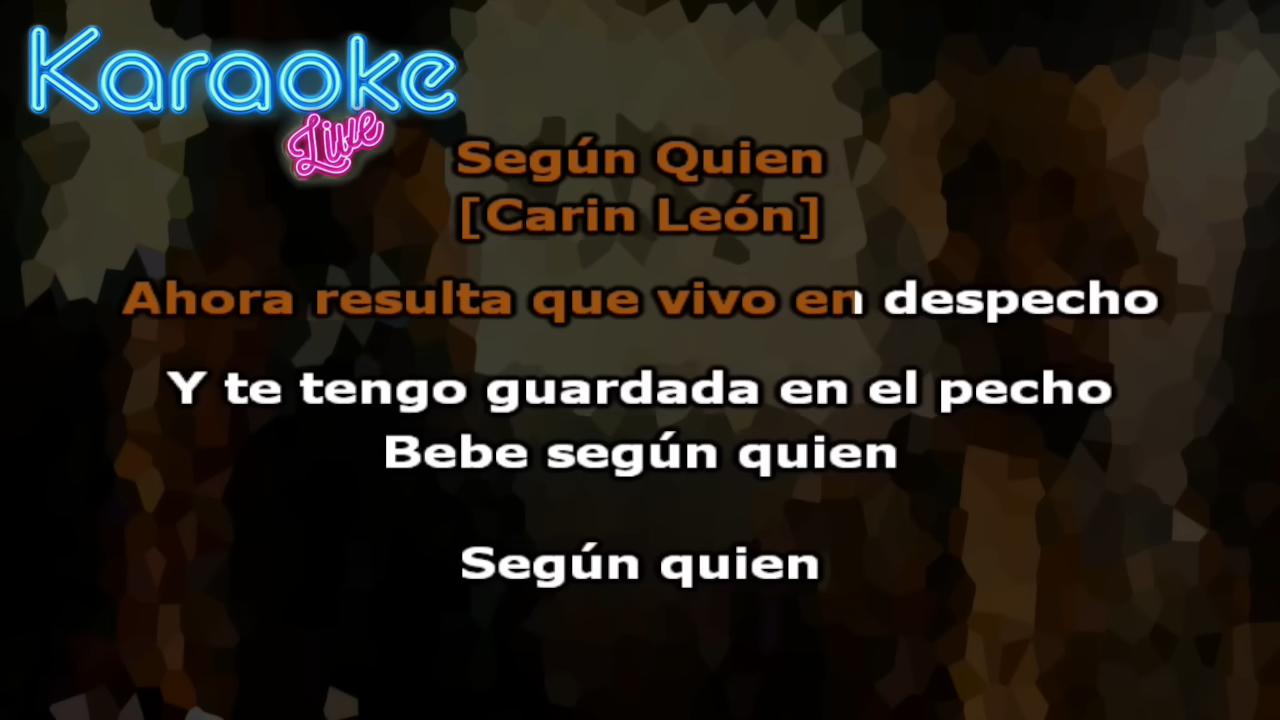 Karaoke
Live
Según Quien
[Carin León]
Ahora resulta que vivo en despecho
Y te tengo guardada en el pecho
Bebe según quien
Según quien